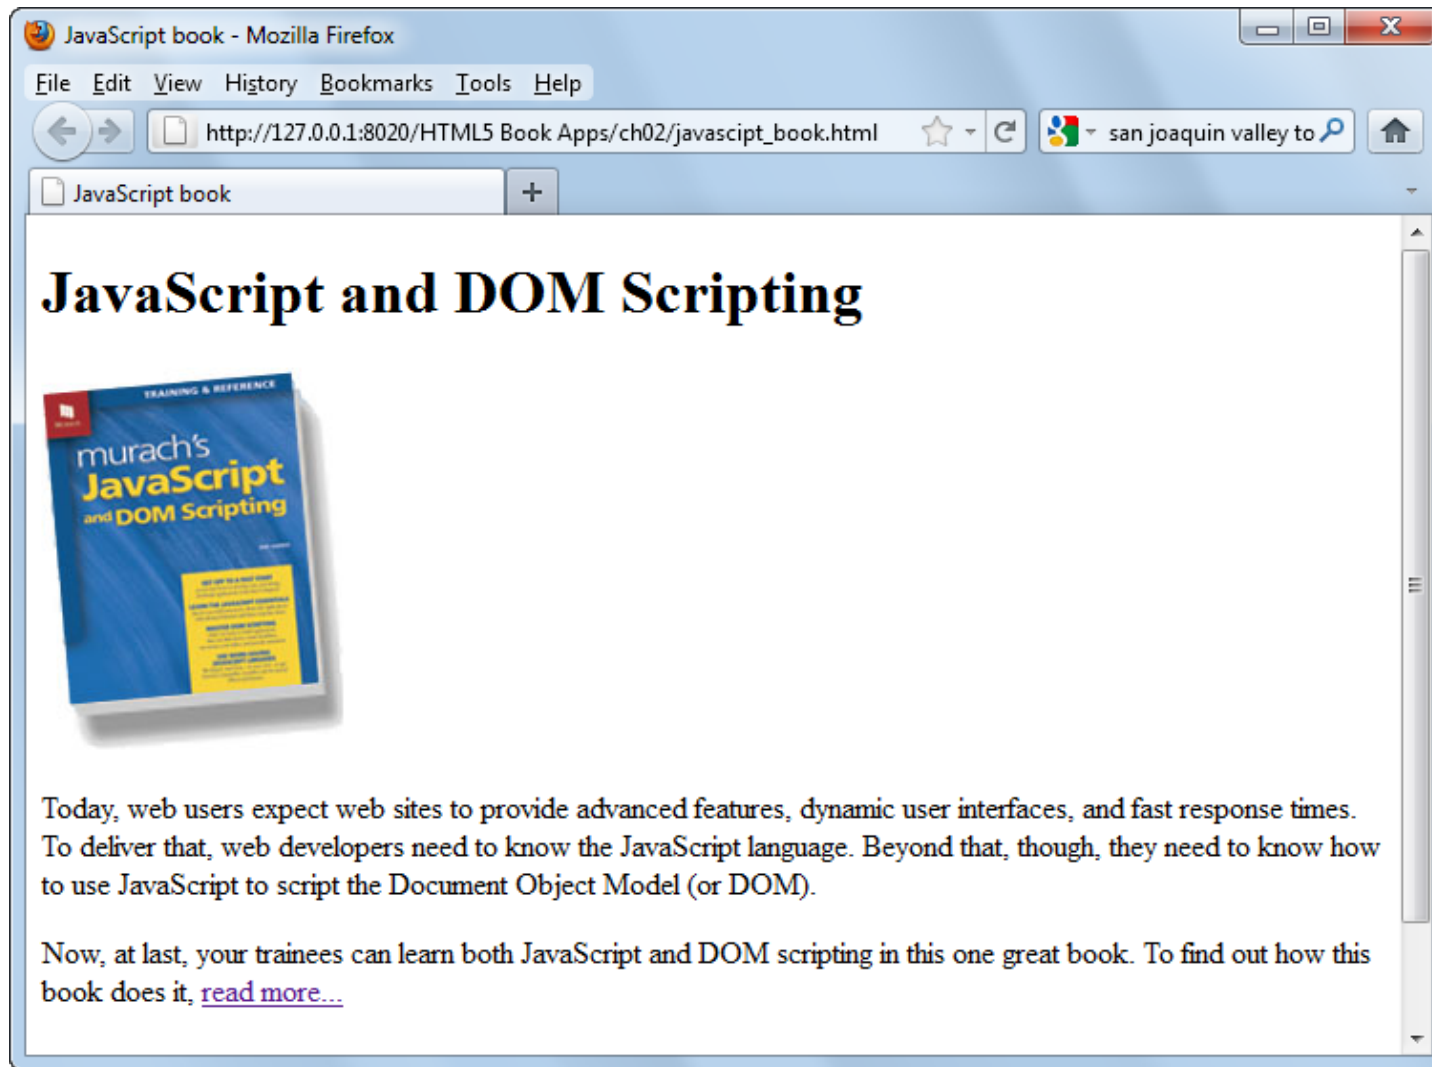 JavaScript book - Mozilla Firefox
File Edit View History Bookmarks Tools Help
http://127.0.0.1:8020/HTML5 Book Apps/ch02/javascipt_book.html
san joaquin valley to
JavaScript book
JavaScript and DOM Scripting
TRAINING & REFERENCE
murach's
JavaScript
and DOM Scripting
Today, web users expect web sites to provide advanced features, dynamic user interfaces, and fast response times.
To deliver that, web developers need to know the JavaScript language. Beyond that, though, they need to know how
to use JavaScript to script the Document Object Model (or DOM).
Now, at last, your trainees can learn both JavaScript and DOM scripting in this one great book. To find out how this
book does it, read more...